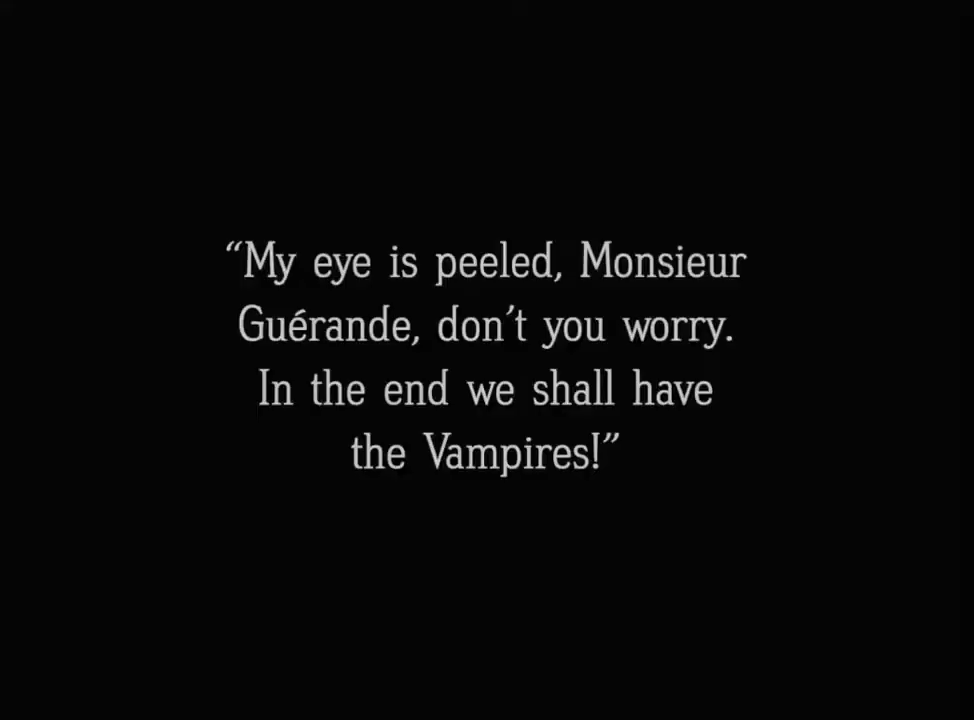 “My eye is peeled, Monsieur
Guérande, don’t you worry.
In the end we shall have
the Vampires!”